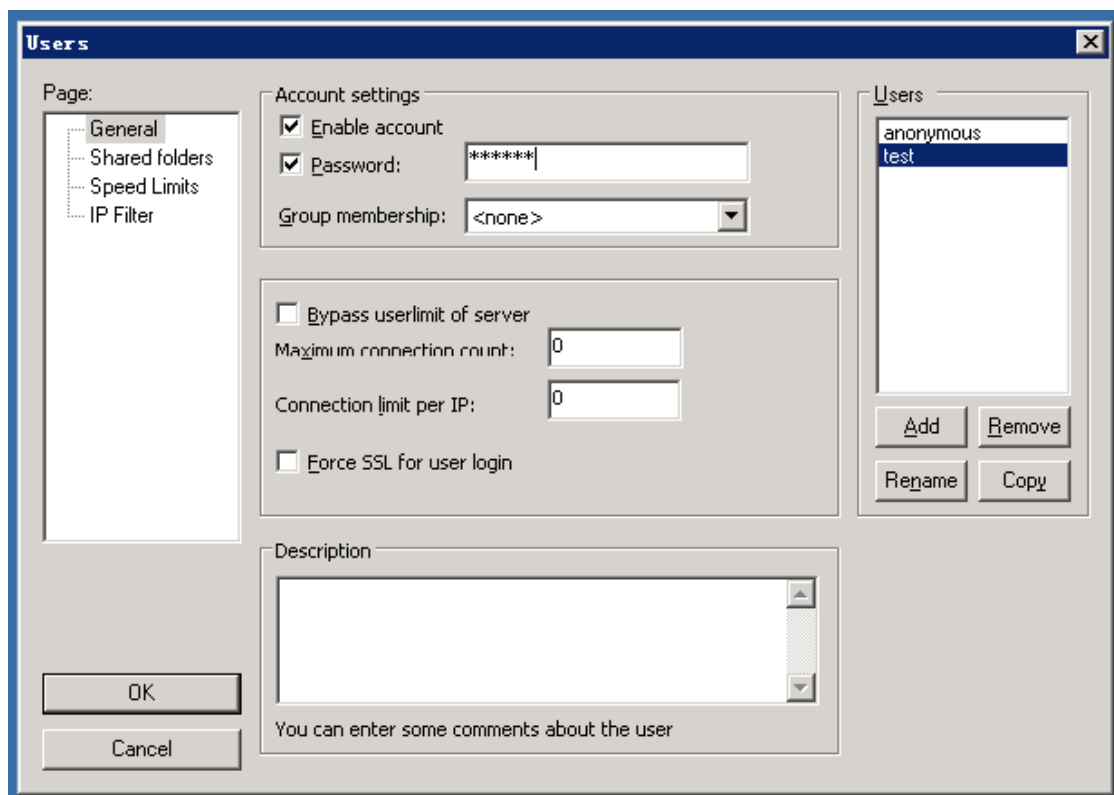 Users
Page:
General
Shared folders
Speed Limits
IP Filter
OK
Cancel
Account settings
Enable account
Password: ******
Group membership: <none>
Bypass userlimit of server
Maximum connection count: 0
Connection limit per IP: 0
Force SSL for user login
Description
You can enter some comments about the user
Users
anonymous
test
Add Remove
Rename Copy